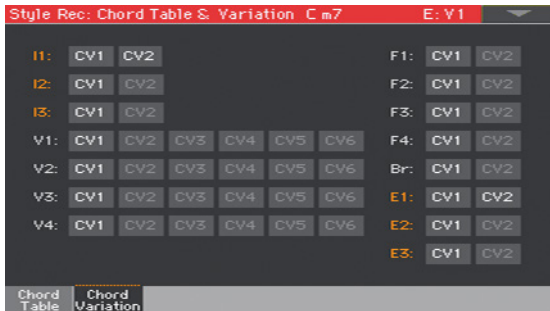 Style Rec: Chord Table & Variation C m7 E: V1
I1: CV1 CV2 F1: CV1 CV2
I2: CV1 CV2 F2: CV1 CV2
I3: CV1 CV2 F3: CV1 CV2
V1: CV1 CV2 CV3 CV4 CV5 CV6 F4: CV1 CV2
V2: CV1 CV2 CV3 CV4 CV5 CV6 Br: CV1 CV2
V3: CV1 CV2 CV3 CV4 CV5 CV6 E1: CV1 CV2
V4: CV1 CV2 CV3 CV4 CV5 CV6 E2: CV1 CV2
E3: CV1 CV2
Chord Chord
Table Variation